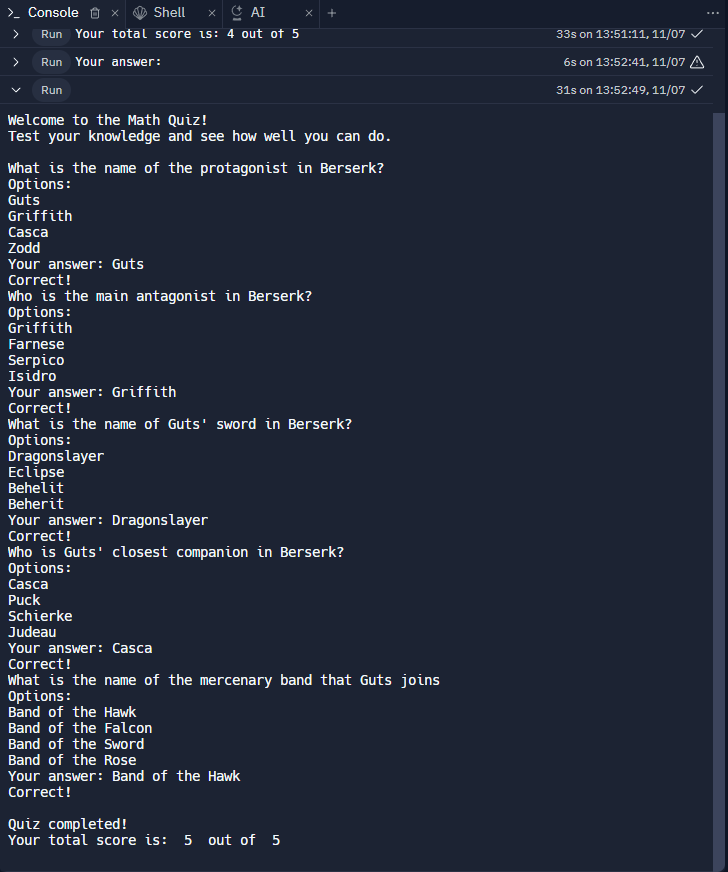 Console Shell AI
Run Your total score is: 4 out of 5 33s on 13:51:11, 11/07
Run Your answer: 6s on 13:52:41, 11/07
Run 31s on 13:52:49, 11/07
Welcome to the Math Quiz!
Test your knowledge and see how well you can do.
What is the name of the protagonist in Berserk?
Options:
Guts
Griffith
Casca
Zodd
Your answer: Guts
Correct!
Who is the main antagonist in Berserk?
Options:
Griffith
Farnese
Serpico
Isidro
Your answer: Griffith
Correct!
What is the name of Guts' sword in Berserk?
Options:
Dragonslayer
Eclipse
Behelit
Beherit
Your answer: Dragonslayer
Correct!
Who is Guts' closest companion in Berserk?
Options:
Casca
Puck
Schierke
Judeau
Your answer: Casca
Correct!
What is the name of the mercenary band that Guts joins
Options:
Band of the Hawk
Band of the Falcon
Band of the Sword
Band of the Rose
Your answer: Band of the Hawk
Correct!
Quiz completed!
Your total score is:  5  out of  5